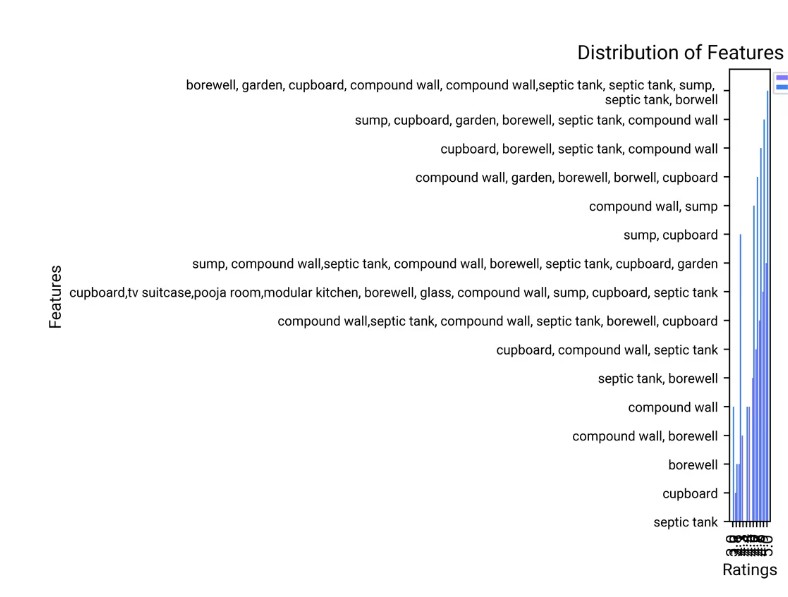 Distribution of Features
borewell, garden, cupboard, compound wall, compound wall,septic tank, septic tank, sump,
septic tank, borwell
sump, cupboard, garden, borewell, septic tank, compound wall
cupboard, borewell, septic tank, compound wall
compound wall, garden, borewell, borwell, cupboard
compound wall, sump
sump, cupboard
sump, compound wall,septic tank, compound wall, borewell, septic tank, cupboard, garden
cupboard,tv suitcase,pooja room,modular kitchen, borewell, glass, compound wall, sump, cupboard, septic tank
compound wall,septic tank, compound wall, septic tank, borewell, cupboard
cupboard, compound wall, septic tank
septic tank, borewell
compound wall
compound wall, borewell
borewell
cupboard
septic tank
Features
5.0
Ratings